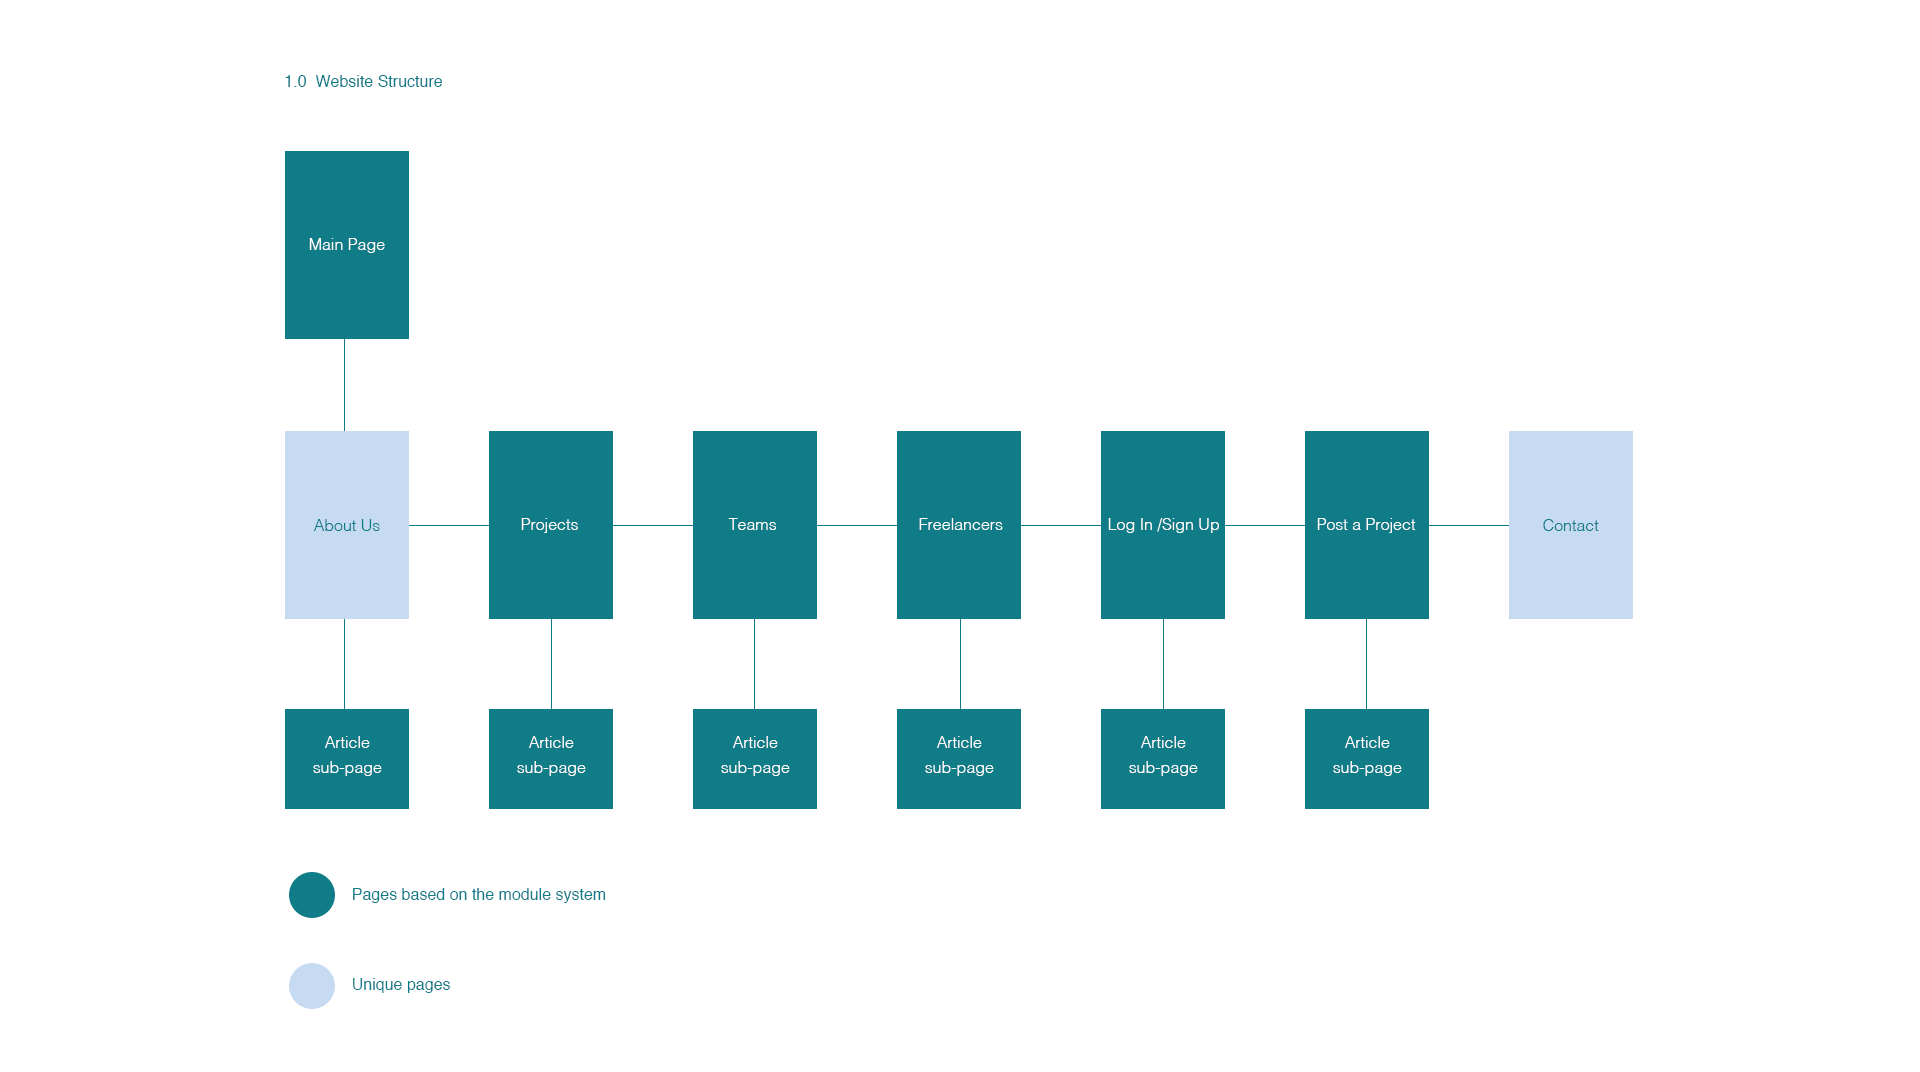 1.0 Website Structure
Main Page
About Us
Projects
Teams
Freelancers
Log In /Sign Up
Post a Project
Contact
Article
sub-page
Article
sub-page
Article
sub-page
Article
sub-page
Article
sub-page
Article
sub-page
Pages based on the module system
Unique pages